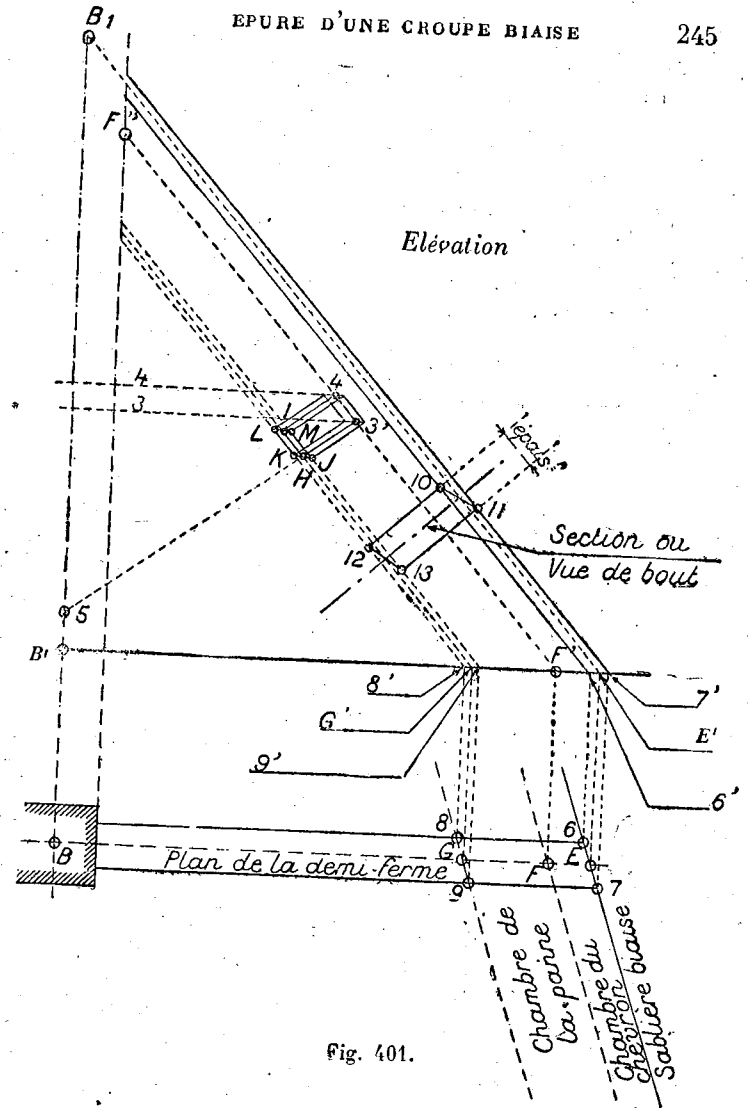 EPURE D'UNE CROUPE BIAISE
245
B1
F"
Elévation
4
3
4'
3'
L
I
M
K
H
J
10
11
12
13
Section ou
Vue de bout
5
B'
F'
8'
G'
9'
7'
E'
6'
8
6
B
G
F
E
Plan de la demi-ferme
9
7
Chambre de
la panne
Chambre du
chevron
Sablière biaise
Fig. 401.